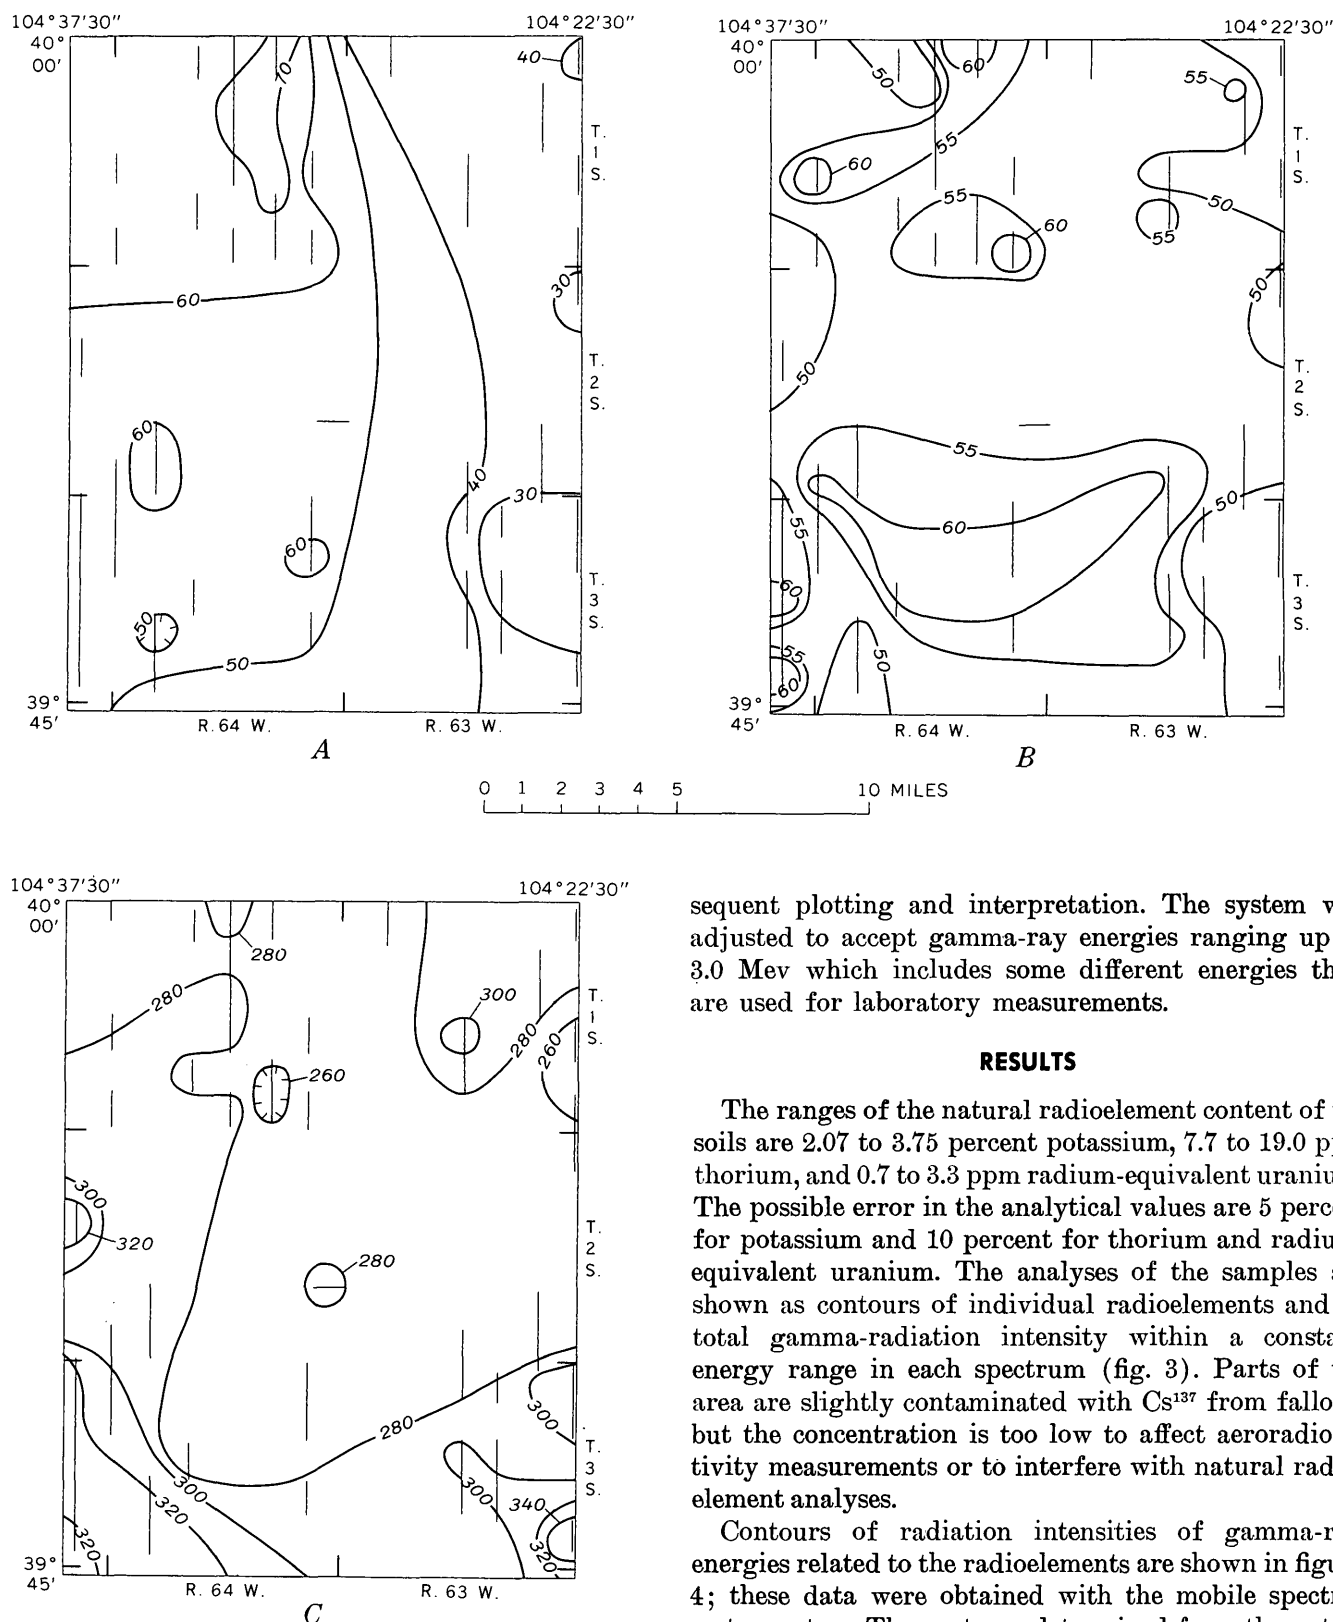 104°37'30"
104°22'30"
40°
00'
70
40
60
30
60
40
30
60
50
50
T.
1
S.
T.
2
S.
T.
3
S.
39°
45'
R. 64 W.
R. 63 W.
A
104°37'30
104°22'30"
40°
00'
50
60
55
55
60
55
50
55
60
50
50
55
60
50
55
60
55
60
50
T.
1
S.
T.
2
S.
T.
3
S.
39°
45'
R. 64 W.
R. 63 W.
B
0 1 2 3 4 5 10 MILES
104°37'30"
104°22'30"
40°
00'
280
280
300
280
260
260
300
320
280
280
300
300
320
300
340
320
320
T.
1
S.
T.
2
S.
T.
3
S.
39°
45'
R. 64 W.
R. 63 W.
C
sequent plotting and interpretation. The system
adjusted to accept gamma-ray energies ranging up
3.0 Mev which includes some different energies
are used for laboratory measurements.
RESULTS
The ranges of the natural radioelement content of
soils are 2.07 to 3.75 percent potassium, 7.7 to 19.0
thorium, and 0.7 to 3.3 ppm radium-equivalent
The possible error in the analytical values are 5
for potassium and 10 percent for thorium and
equivalent uranium. The analyses of the samples
shown as contours of individual radioelements and
total gamma-radiation intensity within a
energy range in each spectrum (fig. 3). Parts of
area are slightly contaminated with Cs¹³⁷ from
but the concentration is too low to affect
tivity measurements or to interfere with natural
element analyses.
Contours of radiation intensities of
energies related to the radioelements are shown in
4; these data were obtained with the mobile